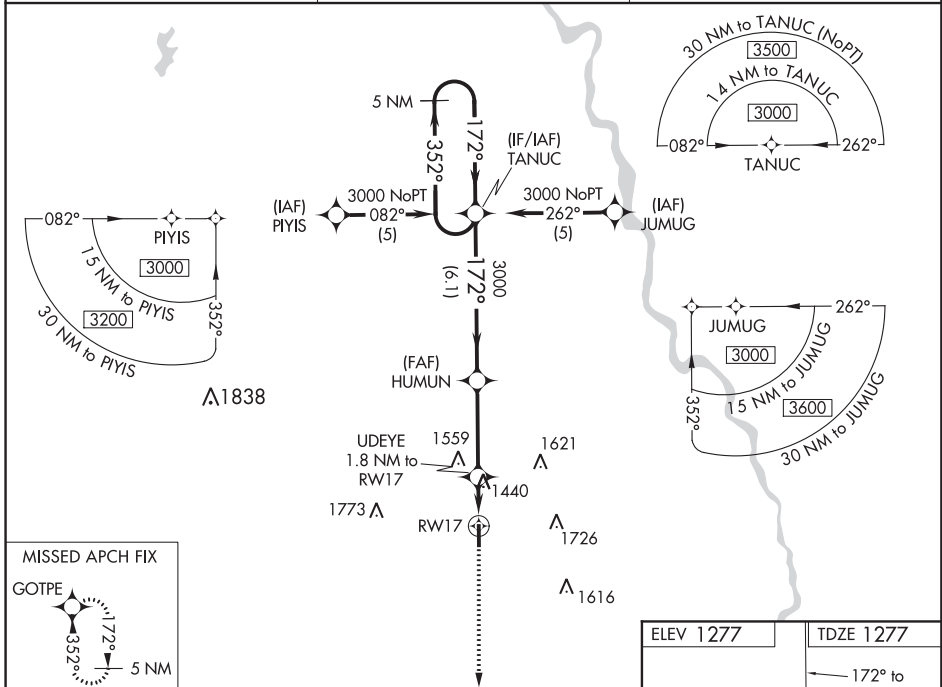 30 NM to TANUC (NoPT)
3500
14 NM to TANUC
3000
082°
262°
TANUC
5 NM
352°
172°
(IF/IAF)
TANUC
(IAF)
PIYIS
3000 NoPT
082°
(5)
3000 NoPT
262°
(5)
(IAF)
JUMUG
082°
PIYIS
3000
15 NM to PIYIS
3200
30 NM to PIYIS
352°
3000
172°
(6.1)
262°
JUMUG
3000
15 NM to JUMUG
3600
30 NM to JUMUG
352°
(FAF)
HUMUN
1838
UDEYE
1.8 NM to
RW17
1559
1621
1440
1773
RW17
1726
1616
MISSED APCH FIX
GOTPE
352°
172°
5 NM
ELEV 1277
TDZE 1277
172° to